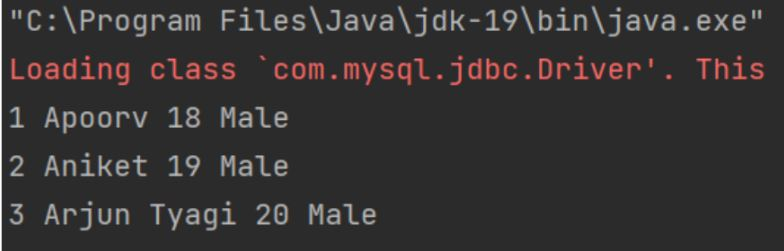 "C:\Program Files\Java\jdk-19\bin\java.exe"
Loading class `com.mysql.jdbc.Driver'. This
1 Apoorv 18 Male
2 Aniket 19 Male
3 Arjun Tyagi 20 Male